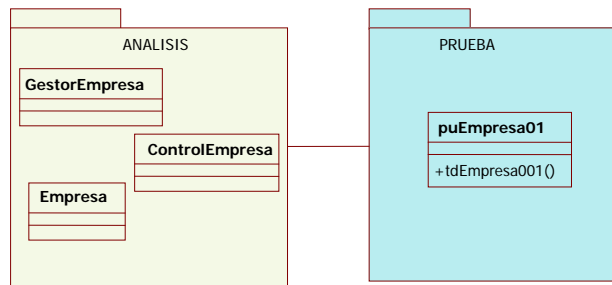 ANALISIS
GestorEmpresa
ControlEmpresa
Empresa
PRUEBA
puEmpresa01
+tdEmpresa001()